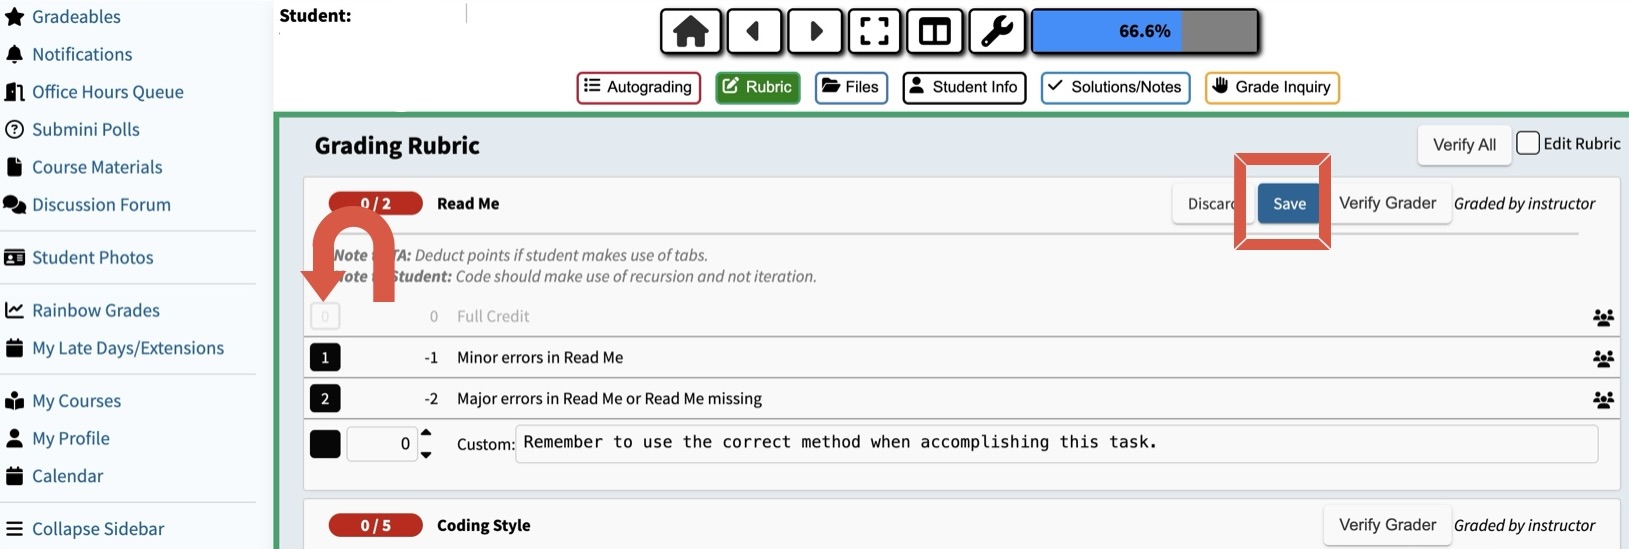 Gradeables
Notifications
Office Hours Queue
Submini Polls
Course Materials
Discussion Forum
Student Photos
Rainbow Grades
My Late Days/Extensions
My Courses
My Profile
Calendar
Collapse Sidebar
Student:
66.6%
Autograding Rubric Files Student Info Solutions/Notes Grade Inquiry
Grading Rubric Verify All Edit Rubric
0 / 2 Read Me Save Verify Grader Graded by instructor
Note TA: Deduct points if student makes use of tabs.
Student: Code should make use of recursion and not iteration.
0 0 Full Credit
1 -1 Minor errors in Read Me
2 -2 Major errors in Read Me or Read Me missing
0 Custom: Remember to use the correct method when accomplishing this task.
0 / 5 Coding Style Verify Grader Graded by instructor